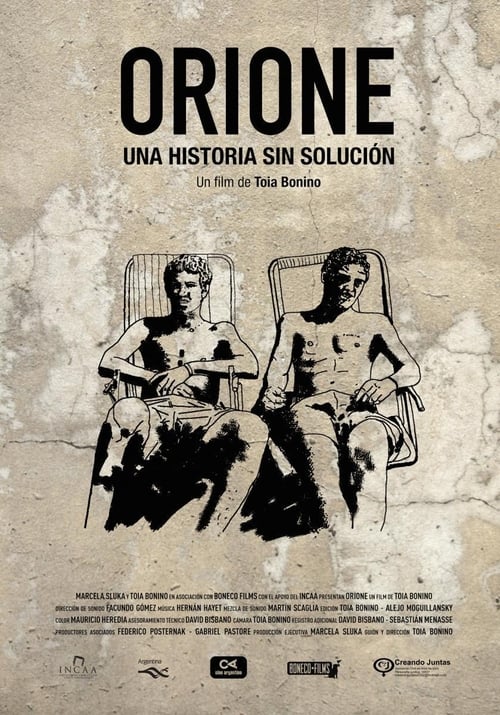 ORIONE
UNA HISTORIA SIN SOLUCIÓN
Un film de Toia Bonino
MARCELA SLUKA Y TOIA BONINO EN ASOCIACIÓN CON BONECO FILMS CON EL APOYO DEL INCAA PRESENTAN ORIONE UN FILM DE TOIA BONINO
DIRECCIÓN DE SONIDO FACUNDO GÓMEZ MÚSICA HERNÁN HAYET MEZCLA DE SONIDO MARTÍN SCAGLIA EDICIÓN TOIA BONINO - ALEJO MOGUILLANSKY
COLOR MAURICIO HEREDIA ASESORAMIENTO TÉCNICO DAVID BISBANO CÁMARA TOIA BONINO REGISTRO ADICIONAL DAVID BISBANO - SEBASTIÁN MENASSE
PRODUCTORES ASOCIADOS FEDERICO POSTERNAK - GABRIEL PASTORE PRODUCCIÓN EJECUTIVA MARCELA SLUKA GUIÓN Y DIRECCIÓN TOIA BONINO
INCAA
Argentina
CA
cine argentino
BONECO-FILMS
CJ
Creando Juntas